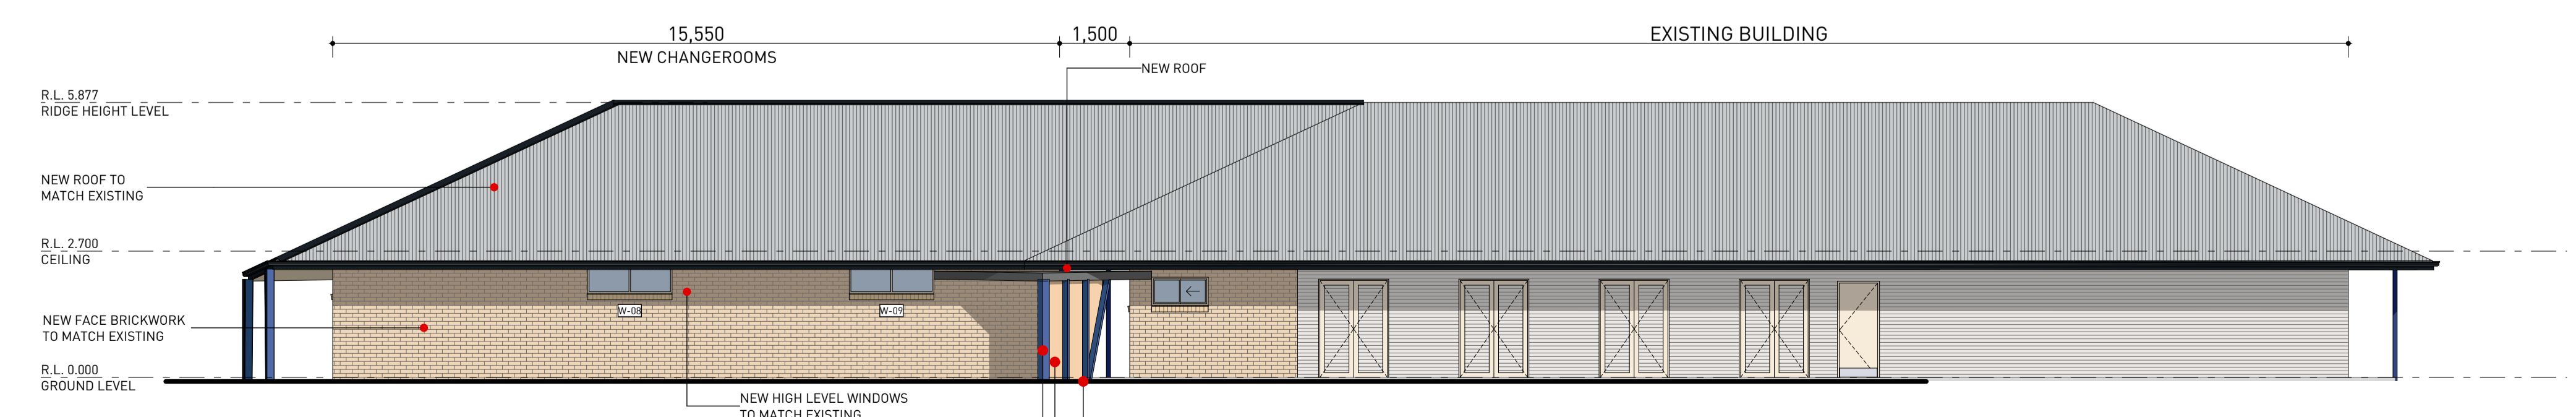 15,550
NEW CHANGEROOMS
1,500
EXISTING BUILDING
NEW ROOF
R.L. 5.877
RIDGE HEIGHT LEVEL
NEW ROOF TO
MATCH EXISTING
R.L. 2.700
CEILING
W-08
W-09
NEW FACE BRICKWORK
TO MATCH EXISTING
R.L. 0.000
GROUND LEVEL
NEW HIGH LEVEL WINDOWS
TO MATCH EXISTING